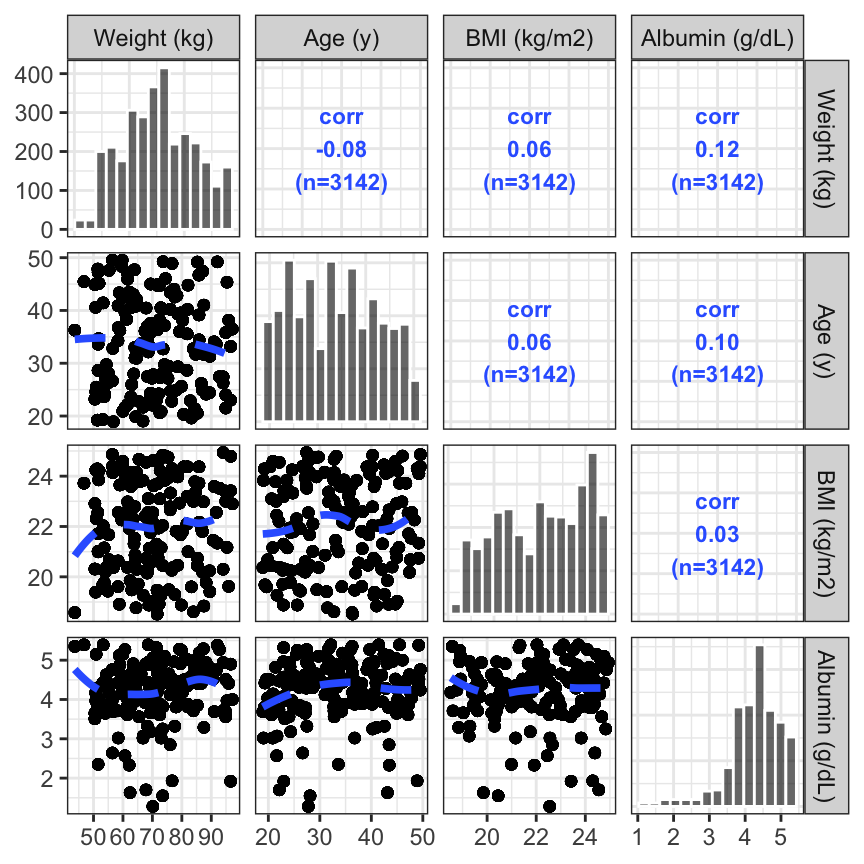 Weight (kg) Age (y) BMI (kg/m2) Albumin (g/dL)
400
300
200
100
0
corr
-0.08
(n=3142)
corr
0.06
(n=3142)
corr
0.12
(n=3142)
Weight (kg)
50
40
30
20
corr
0.06
(n=3142)
corr
0.10
(n=3142)
Age (y)
24
22
20
corr
0.03
(n=3142)
BMI (kg/m2)
5
4
3
2
Albumin (g/dL)
50 60 70 80 90 20 30 40 50 20 22 24 1 2 3 4 5